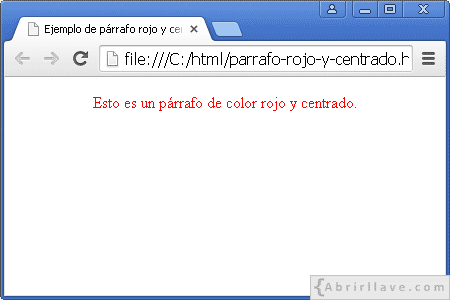 Ejemplo de párrafo rojo y cen
file:///C:/html/parrafo-rojo-y-centrado.h
Esto es un párrafo de color rojo y centrado.
{Abrirllave.com